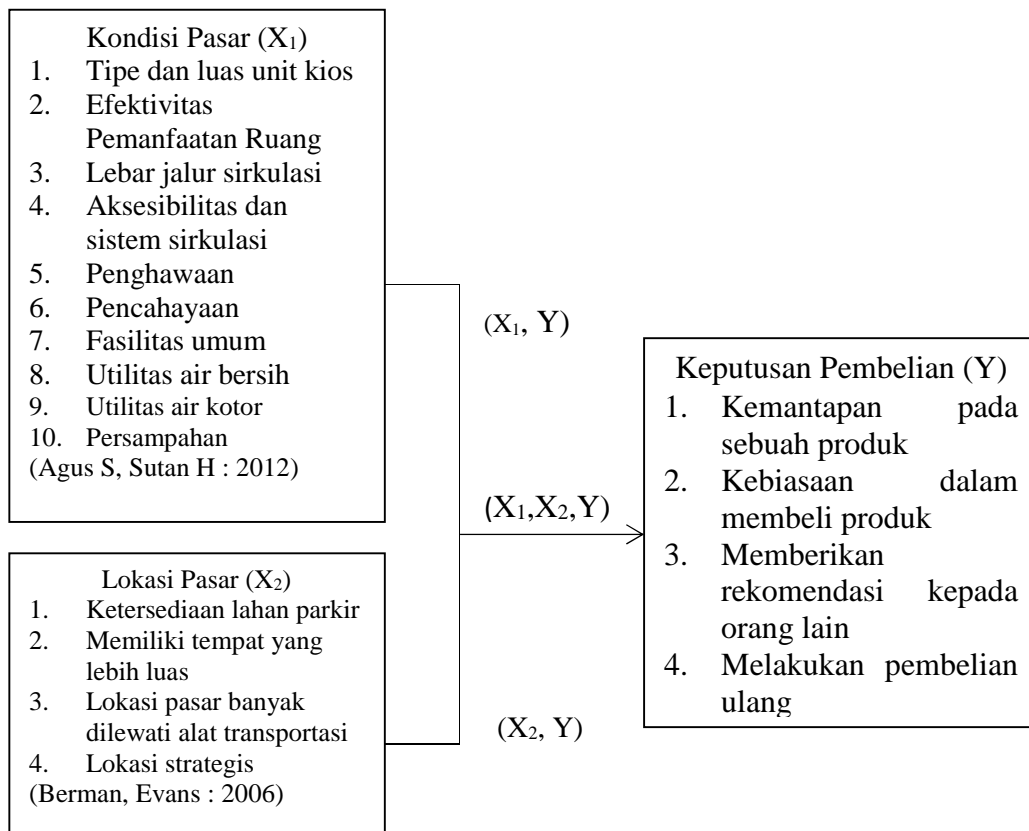 Kondisi Pasar (X₁)
1. Tipe dan luas unit kios
2. Efektivitas
Pemanfaatan Ruang
3. Lebar jalur sirkulasi
4. Aksesibilitas dan
sistem sirkulasi
5. Penghawaan
6. Pencahayaan
7. Fasilitas umum
8. Utilitas air bersih
9. Utilitas air kotor
10. Persampahan
(Agus S, Sutan H : 2012)
Lokasi Pasar (X₂)
1. Ketersediaan lahan parkir
2. Memiliki tempat yang
lebih luas
3. Lokasi pasar banyak
dilewati alat transportasi
4. Lokasi strategis
(Berman, Evans : 2006)
(X₁, Y)
(X₁,X₂,Y)
(X₂, Y)
Keputusan Pembelian (Y)
1. Kemantapan pada
sebuah produk
2. Kebiasaan dalam
membeli produk
3. Memberikan
rekomendasi kepada
orang lain
4. Melakukan pembelian
ulang